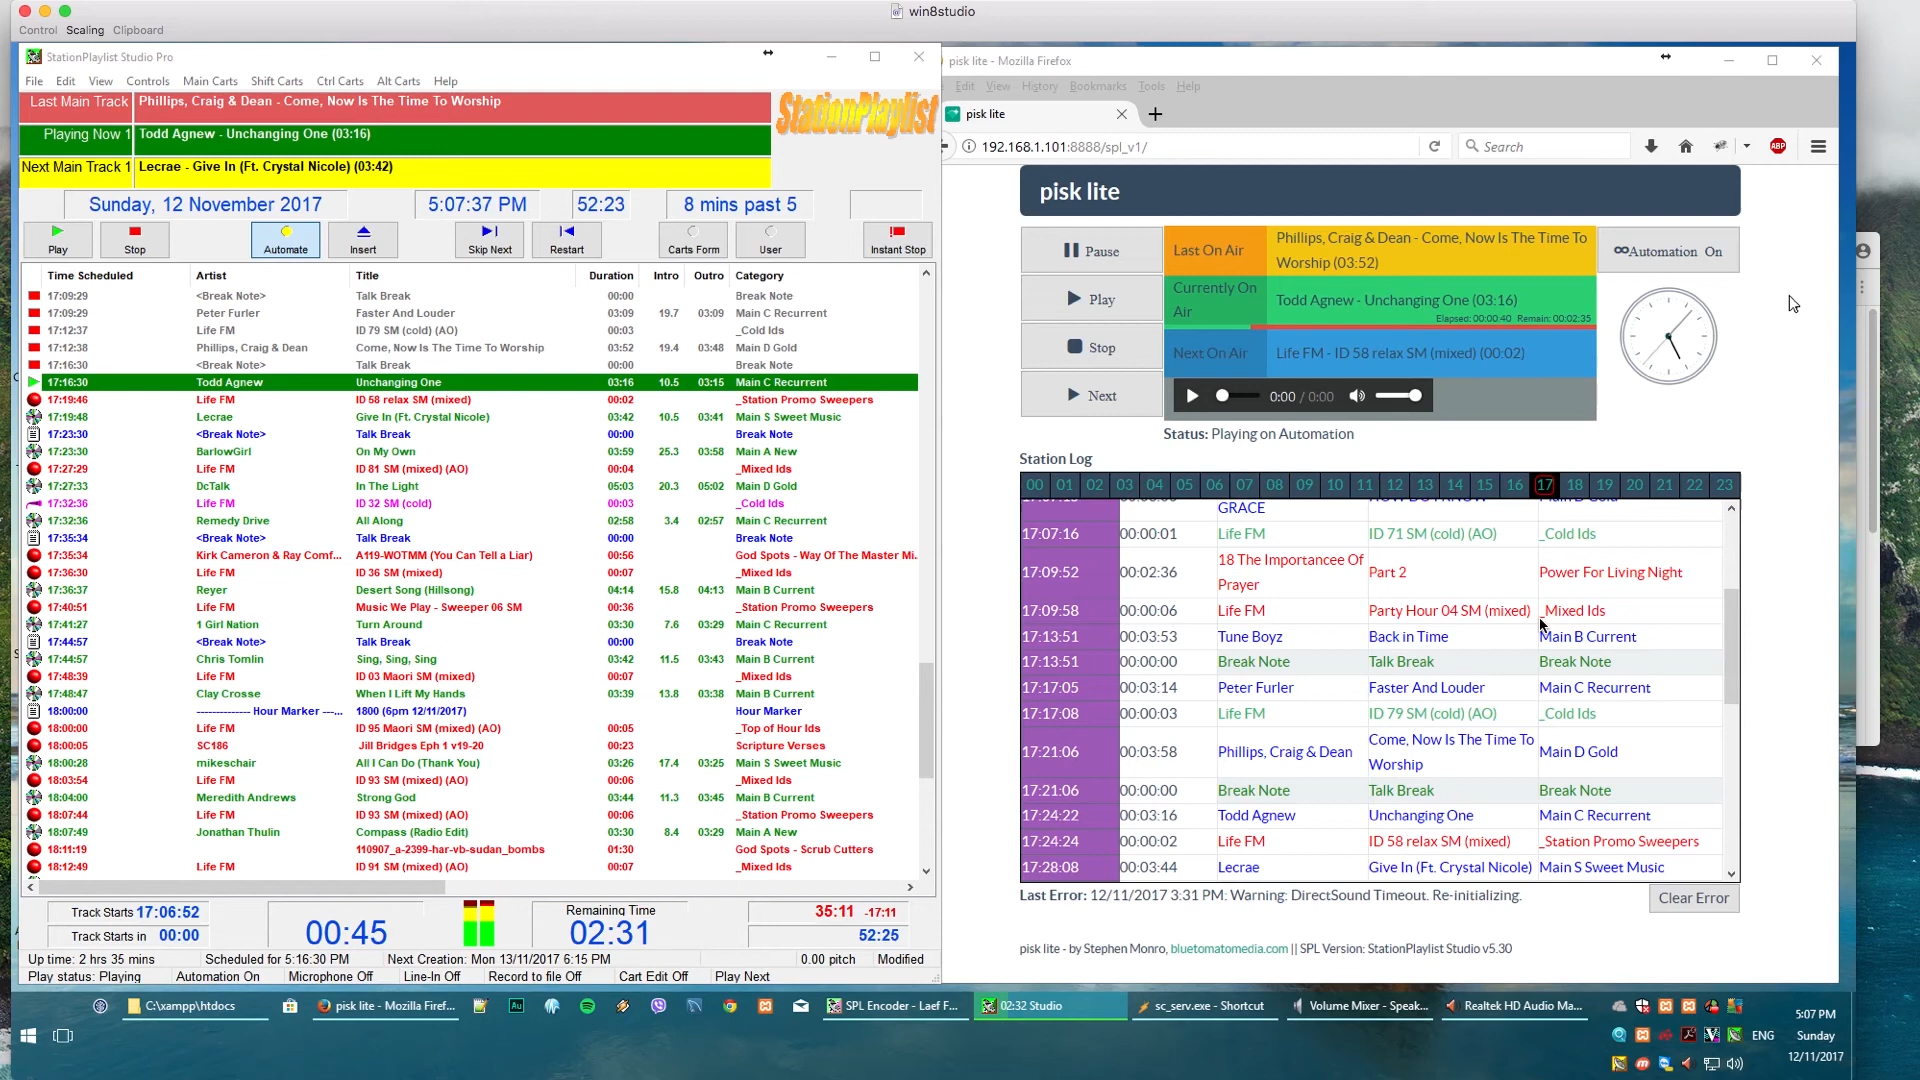 win8studio
Control Scaling Clipboard
StationPlaylist Studio Pro
File Edit View Controls Main Carts Shift Carts Ctrl Carts Alt Carts Help
Last Main Track Phillips, Craig & Dean - Come, Now Is The Time To Worship
Playing Now 1 Todd Agnew - Unchanging One (03:16)
Next Main Track 1 Lecrae - Give In (Ft. Crystal Nicole) (03:42)
StationPlaylist
Sunday, 12 November 2017 5:07:37 PM 52:23 8 mins past 5
Play Stop Automate Insert Skip Next Restart Carts Form User Instant Stop
Time Scheduled Artist Title Duration Intro Outro Category
17:09:29 <Break Note> Talk Break 00:00 Break Note
17:09:29 Peter Furler Faster And Louder 03:09 19.7 03:09 Main C Recurrent
17:12:37 Life FM ID 79 SM (cold) (AO) 00:03 _Cold Ids
17:12:38 Phillips, Craig & Dean Come, Now Is The Time To Worship 03:52 19.4 03:48 Main D Gold
17:16:30 <Break Note> Talk Break 00:00 Break Note
17:16:30 Todd Agnew Unchanging One 03:16 10.5 03:15 Main C Recurrent
17:19:46 Life FM ID 58 relax SM (mixed) 00:02 _Station Promo Sweepers
17:19:48 Lecrae Give In (Ft. Crystal Nicole) 03:42 10.5 03:41 Main S Sweet Music
17:23:30 <Break Note> Talk Break 00:00 Break Note
17:23:30 BarlowGirl On My Own 03:59 25.3 03:58 Main A New
17:27:29 Life FM ID 81 SM (mixed) (AO) 00:04 _Mixed Ids
17:27:33 DcTalk In The Light 05:03 20.3 05:02 Main D Gold
17:32:36 Life FM ID 32 SM (cold) 00:03 _Cold Ids
17:32:36 Remedy Drive All Along 02:58 3.4 02:57 Main C Recurrent
17:35:34 <Break Note> Talk Break 00:00 Break Note
17:35:34 Kirk Cameron & Ray Comf... A119-WOTMM (You Can Tell a Liar) 00:56 God Spots - Way Of The Master Mi..
17:36:30 Life FM ID 36 SM (mixed) 00:07 _Mixed Ids
17:36:37 Reyer Desert Song (Hillsong) 04:14 15.8 04:13 Main B Current
17:40:51 Life FM Music We Play - Sweeper 06 SM 00:36 _Station Promo Sweepers
17:41:27 1 Girl Nation Turn Around 03:30 7.6 03:29 Main C Recurrent
17:44:57 <Break Note> Talk Break 00:00 Break Note
17:44:57 Chris Tomlin Sing, Sing, Sing 03:42 11.5 03:43 Main B Current
17:48:39 Life FM ID 03 Maori SM (mixed) 00:07 _Mixed Ids
17:48:47 Clay Crosse When I Lift My Hands 03:39 13.8 03:38 Main B Current
18:00:00 -------------- Hour Marker ---... 1800 (6pm 12/11/2017) 00:00 Hour Marker
18:00:00 Life FM ID 95 Maori SM (mixed) (AO) 00:05 _Top of Hour Ids
18:00:05 SC186 Jill Bridges Eph 1 v19-20 00:23 Scripture Verses
18:00:28 mikeschair All I Can Do (Thank You) 03:26 17.4 03:25 Main S Sweet Music
18:03:54 Life FM ID 93 SM (mixed) (AO) 00:06 _Mixed Ids
18:04:00 Meredith Andrews Strong God 03:44 11.3 03:45 Main B Current
18:07:44 Life FM ID 93 SM (mixed) (AO) 00:06 _Station Promo Sweepers
18:07:49 Jonathan Thulin Compass (Radio Edit) 03:30 8.4 03:29 Main A New
18:11:19 110907_a-2399-har-vb-sudan_bombs 01:30 God Spots - Scrub Cutters
18:12:49 Life FM ID 91 SM (mixed) (AO) 00:07 _Mixed Ids
Track Starts 17:06:52
Track Starts in 00:00
00:45
Remaining Time
02:31
35:11 -17:11
52:25
Up time: 2 hrs 35 mins Scheduled for 5:16:30 PM Next Creation: Mon 13/11/2017 6:15 PM 0.00 pitch Modified
Play status: Playing Automation On Microphone Off Line-In Off Record to file Off Cart Edit Off Play Next
pisk lite - Mozilla Firefox
Edit View History Bookmarks Tools Help
pisk lite
192.168.1.101:8888/spl_v1/
Search
ABP
pisk lite
Pause
Play
Stop
Next
Last On Air Phillips, Craig & Dean - Come, Now Is The Time To
Worship (03:52)
Currently On
Air
Todd Agnew - Unchanging One (03:16)
Elapsed: 00:00:40 Remain: 00:02:35
Next On Air Life FM - ID 58 relax SM (mixed) (00:02)
Automation On
0:00 / 0:00
Status: Playing on Automation
Station Log
00 01 02 03 04 05 06 07 08 09 10 11 12 13 14 15 16 17 18 19 20 21 22 23
GRACE
17:07:16 00:00:01 Life FM ID 71 SM (cold) (AO) _Cold Ids
17:09:52 00:02:36 18 The Importancee Of
Prayer Part 2 Power For Living Night
17:09:58 00:00:06 Life FM Party Hour 04 SM (mixed) _Mixed Ids
17:13:51 00:03:53 Tune Boyz Back in Time Main B Current
17:13:51 00:00:00 Break Note Talk Break Break Note
17:17:05 00:03:14 Peter Furler Faster And Louder Main C Recurrent
17:17:08 00:00:03 Life FM ID 79 SM (cold) (AO) _Cold Ids
17:21:06 00:03:58 Phillips, Craig & Dean Come, Now Is The Time To
Worship Main D Gold
17:21:06 00:00:00 Break Note Talk Break Break Note
17:24:22 00:03:16 Todd Agnew Unchanging One Main C Recurrent
17:24:24 00:00:02 Life FM ID 58 relax SM (mixed) _Station Promo Sweepers
17:28:08 00:03:44 Lecrae Give In (Ft. Crystal Nicole) Main S Sweet Music
Last Error: 12/11/2017 3:31 PM: Warning: DirectSound Timeout. Re-initializing.
Clear Error
pisk lite - by Stephen Monro, bluetomatomedia.com || SPL Version: StationPlaylist Studio v5.30
C:\xampp\htdocs
pisk lite - Mozilla Firef...
Au
SPL Encoder - Laef F...
02:32 Studio
sc_serv.exe - Shortcut
Volume Mixer - Speak...
Realtek HD Audio Ma...
ENG
5:07 PM
Sunday
12/11/2017